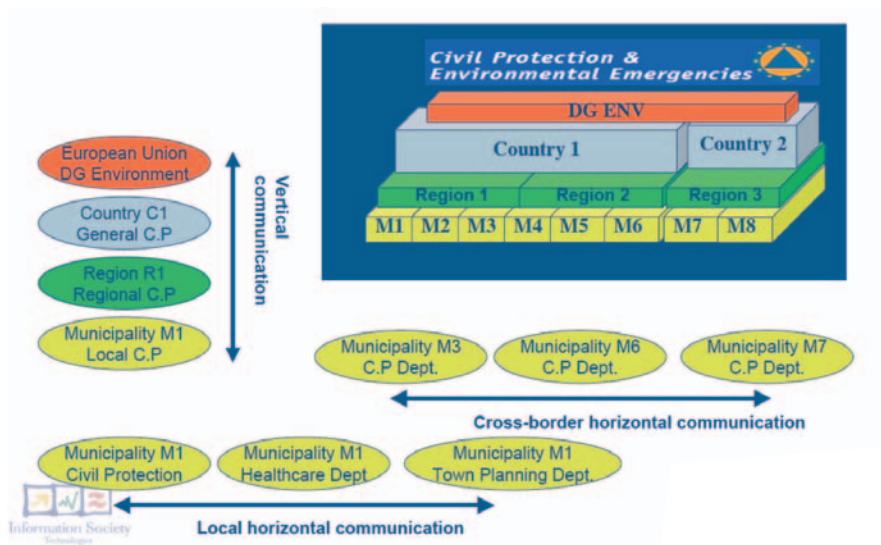 Civil Protection &
Environmental Emergencies
DG ENV
Country 1
Country 2
Region 1
Region 2
Region 3
M1
M2
M3
M4
M5
M6
M7
M8
European Union
DG Environment
Country C1
General C.P
Region R1
Regional C.P
Municipality M1
Local C.P
Vertical
communication
Municipality M3
C.P Dept.
Municipality M6
C.P Dept.
Municipality M7
C.P Dept.
Cross-border horizontal communication
Municipality M1
Civil Protection
Municipality M1
Healthcare Dept
Municipality M1
Town Planning Dept.
Local horizontal communication
Information Society
Technologies